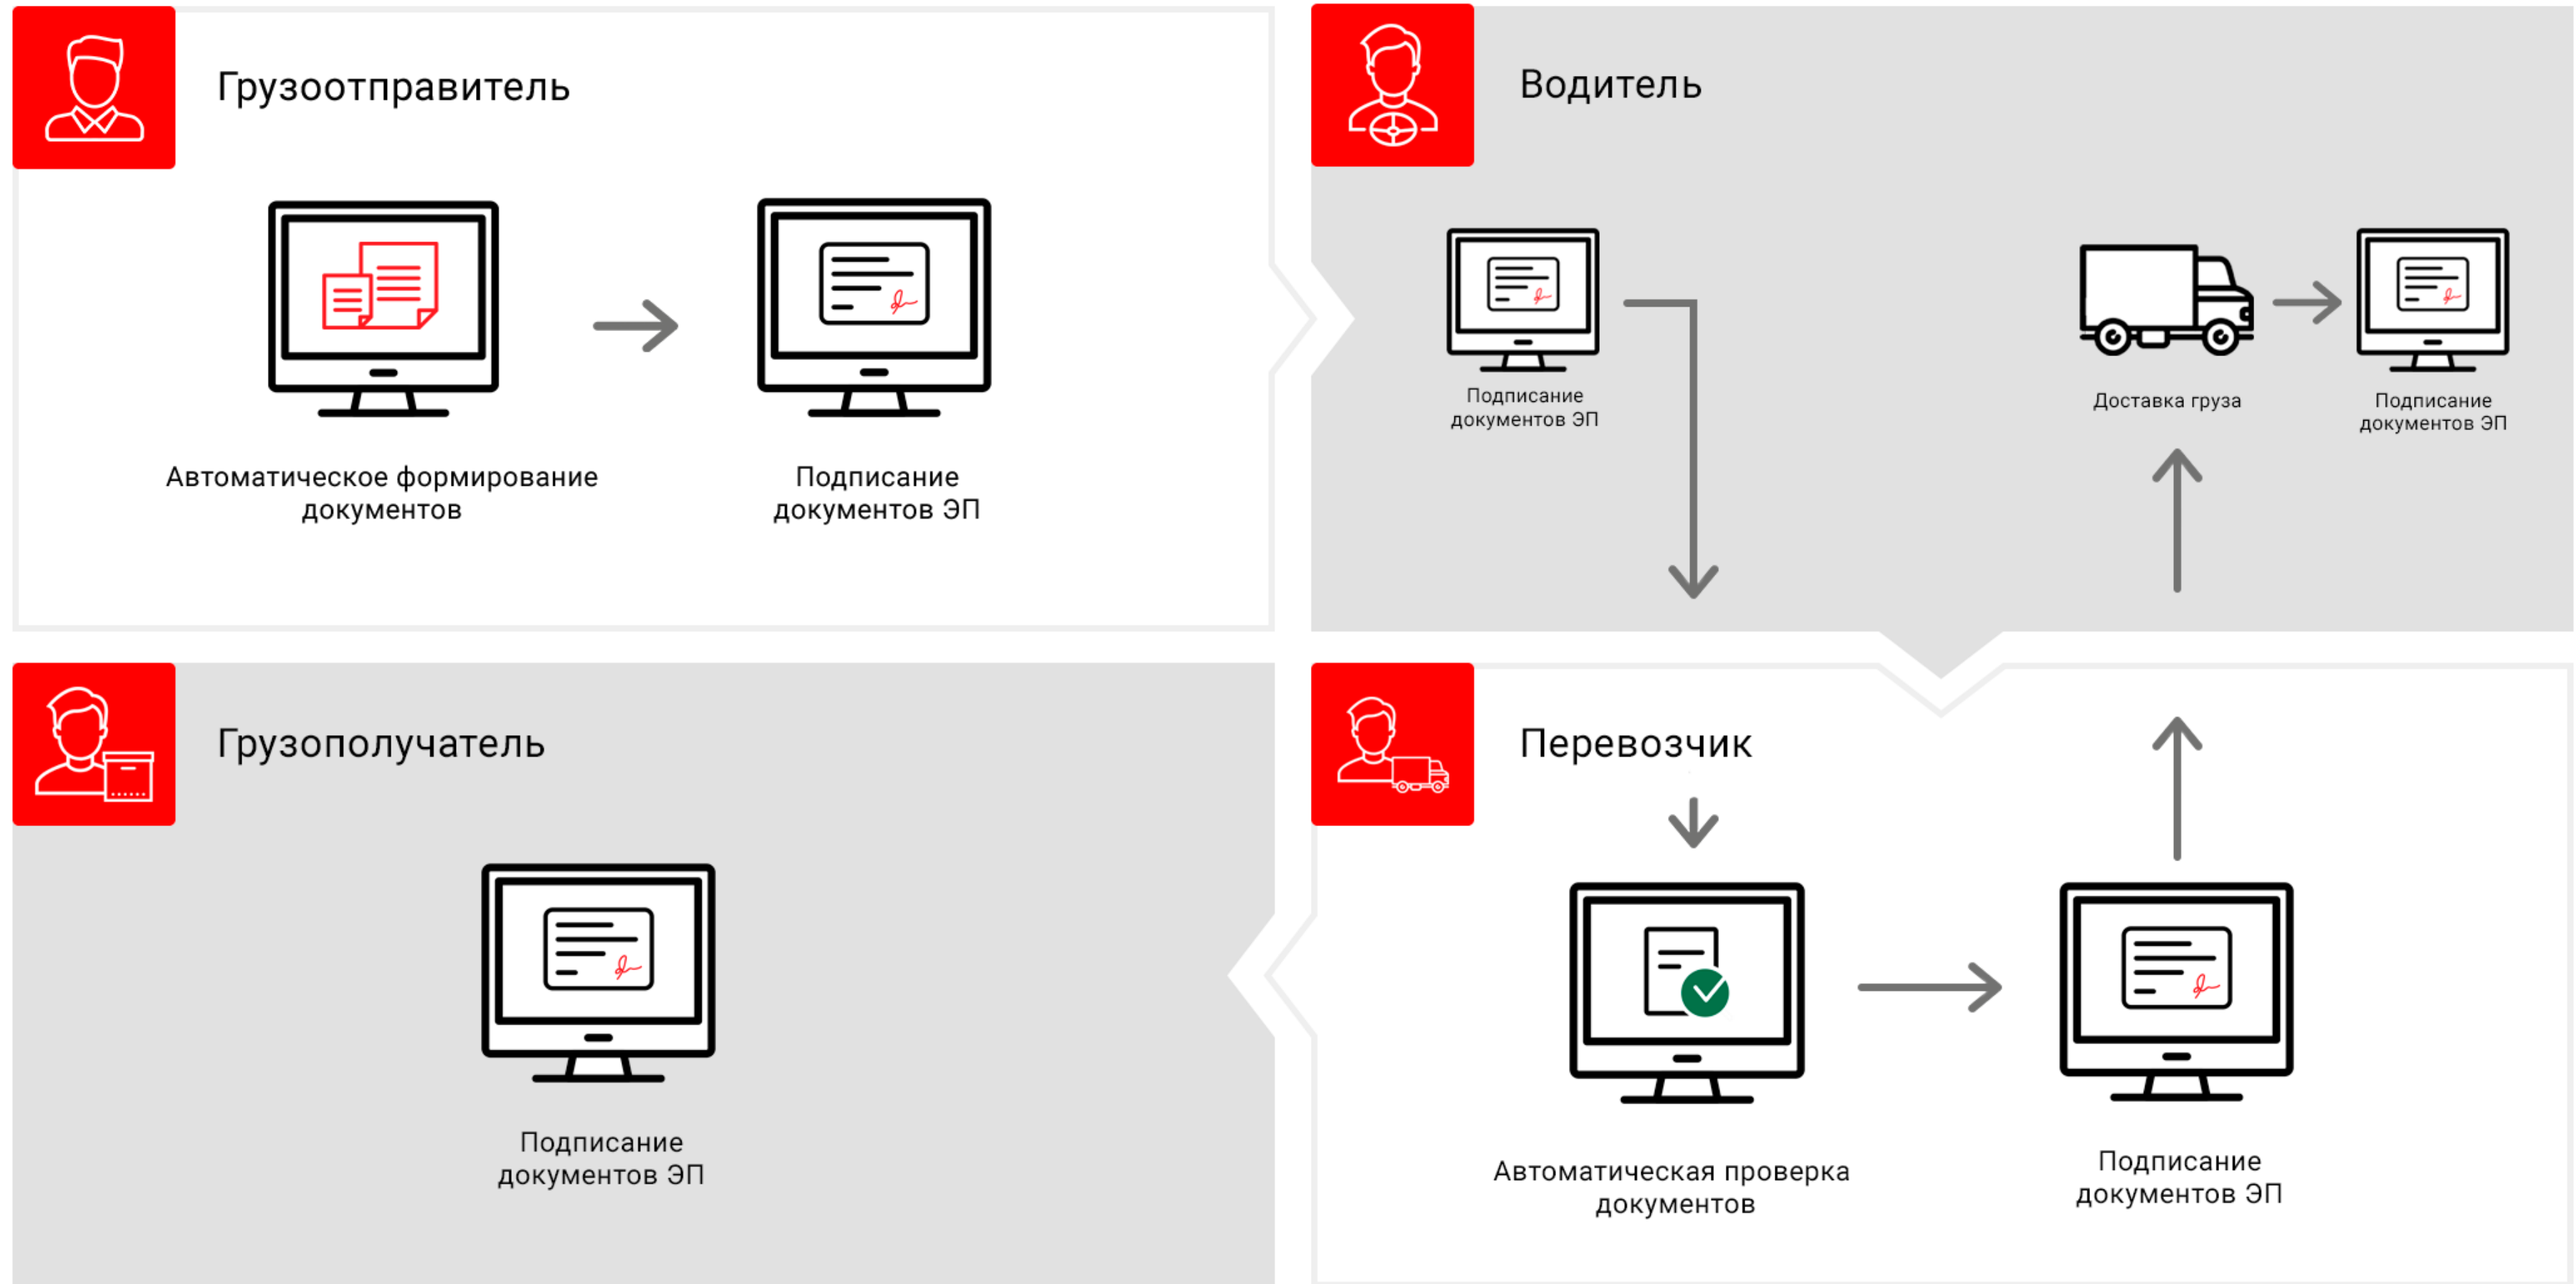 Грузоотправитель
Автоматическое формирование
документов
Подписание
документов ЭП
Водитель
Подписание
документов ЭП
Доставка груза
Подписание
документов ЭП
Грузополучатель
Подписание
документов ЭП
Перевозчик
Автоматическая проверка
документов
Подписание
документов ЭП